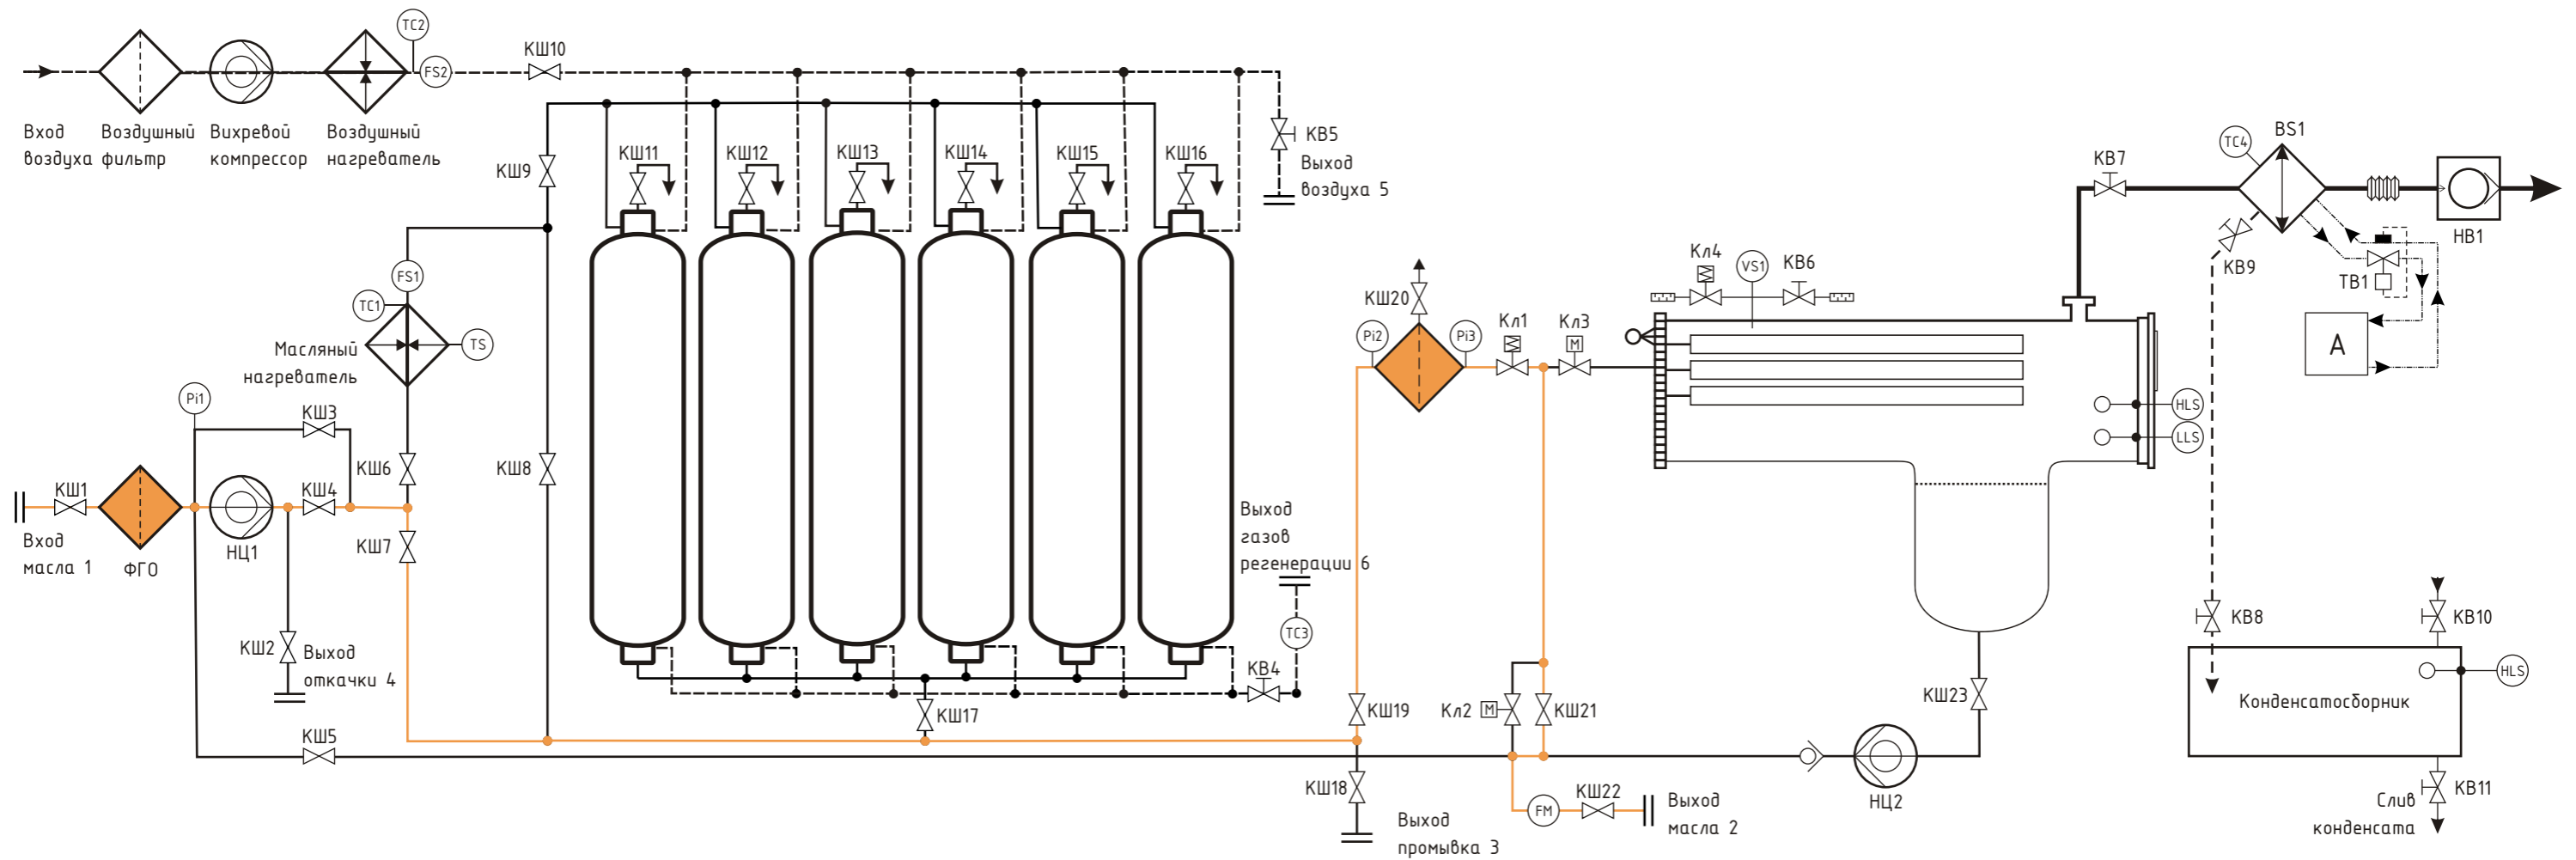 TC2
FS2
КШ10
Вход
воздуха
Воздушный
фильтр
Вихревой
компрессор
Воздушный
нагреватель
КШ9
КШ11
КШ12
КШ13
КШ14
КШ15
КШ16
КВ5
Выход
воздуха 5
FS1
TC1
TS
Масляный
нагреватель
Pi1
КШ3
КШ6
КШ8
КШ1
КШ4
Вход
масла 1
ФГО
НЦ1
КШ7
КШ2
Выход
откачки 4
КШ5
КШ17
Выход
газов
регенерации 6
TC3
КВ4
КШ20
Pi2
Pi3
Кл1
Кл3
M
Кл4
VS1
КВ6
HLS
LLS
КШ19
Кл2
M
КШ21
КШ18
Выход
промывка 3
FM
КШ22
Выход
масла 2
НЦ2
КШ23
КВ7
TC4
BS1
НВ1
КВ9
ТВ1
А
КВ8
КВ10
Конденсатосборник
HLS
КВ11
Слив
конденсата